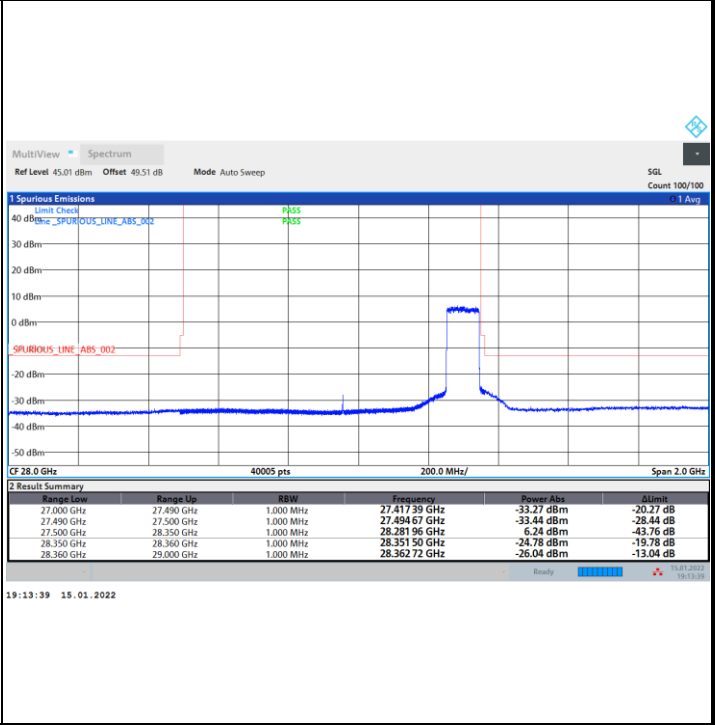 MultiView Spectrum
Ref Level 45.01 dBm Offset 49.51 dB Mode Auto Sweep SGL
Count 100/100
1 Spurious Emissions 1 Avg
Limit Check PASS
Line _SPURIOUS_LINE_ABS_002 PASS
40 dBm
30 dBm
20 dBm
10 dBm
0 dBm
_SPURIOUS_LINE_ABS_002
-20 dBm
-30 dBm
-40 dBm
-50 dBm
CF 28.0 GHz 40005 pts 200.0 MHz/ Span 2.0 GHz
2 Result Summary
Range Low Range Up RBW Frequency Power Abs ΔLimit
27.000 GHz 27.490 GHz 1.000 MHz 27.417 39 GHz -33.27 dBm -20.27 dB
27.490 GHz 27.500 GHz 1.000 MHz 27.494 67 GHz -33.44 dBm -28.44 dB
27.500 GHz 28.350 GHz 1.000 MHz 28.281 96 GHz 6.24 dBm -43.76 dB
28.350 GHz 28.360 GHz 1.000 MHz 28.351 50 GHz -24.78 dBm -19.78 dB
28.360 GHz 29.000 GHz 1.000 MHz 28.362 72 GHz -26.04 dBm -13.04 dB
Ready 15.01.2022
19:13:39
19:13:39 15.01.2022